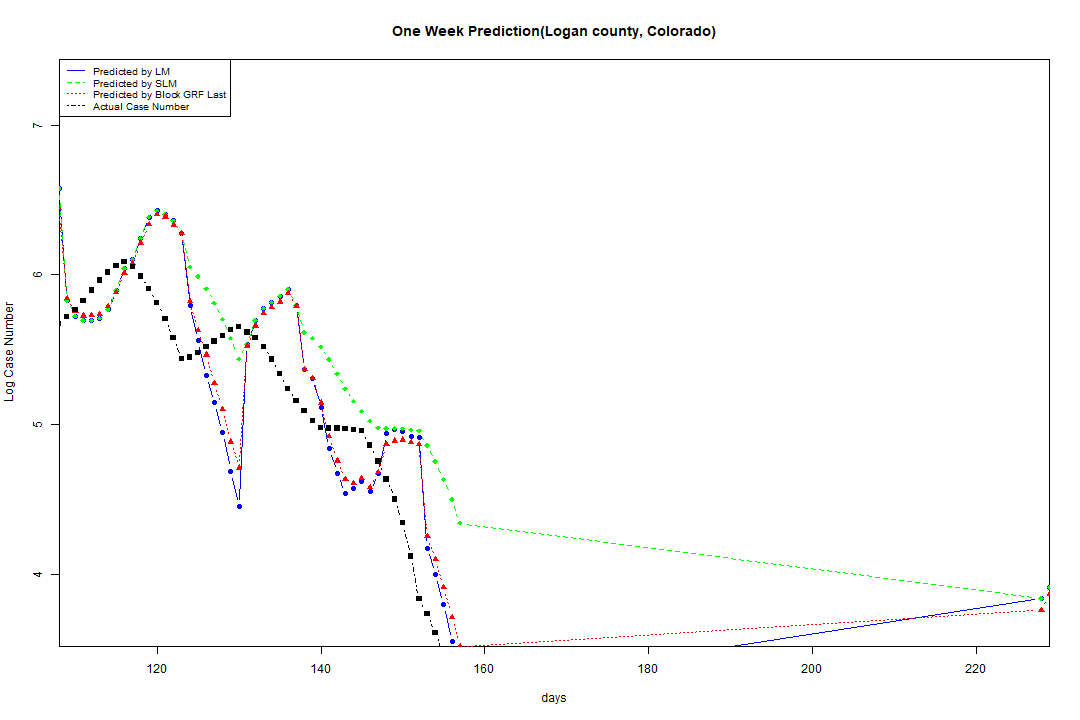 One Week Prediction(Logan county, Colorado)
Predicted by LM
Predicted by SLM
Predicted by Block GRF Last
Actual Case Number
7
6
5
4
Log Case Number
120 140 160 180 200 220
days